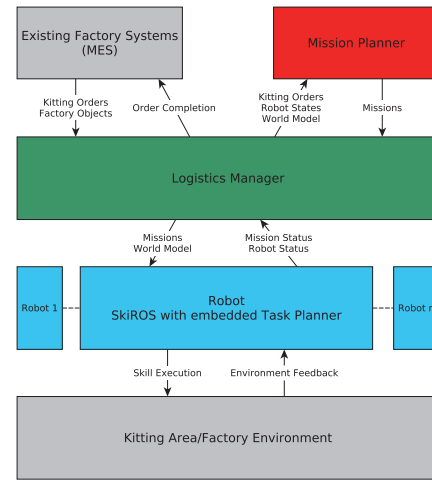 Existing Factory Systems
(MES)
Mission Planner
Kitting Orders
Factory Objects
Order Completion
Kitting Orders
Robot States
World Model
Missions
Logistics Manager
Missions
World Model
Mission Status
Robot Status
Robot 1
Robot
SkiROS with embedded Task Planner
Robot n
Skill Execution
Environment Feedback
Kitting Area/Factory Environment